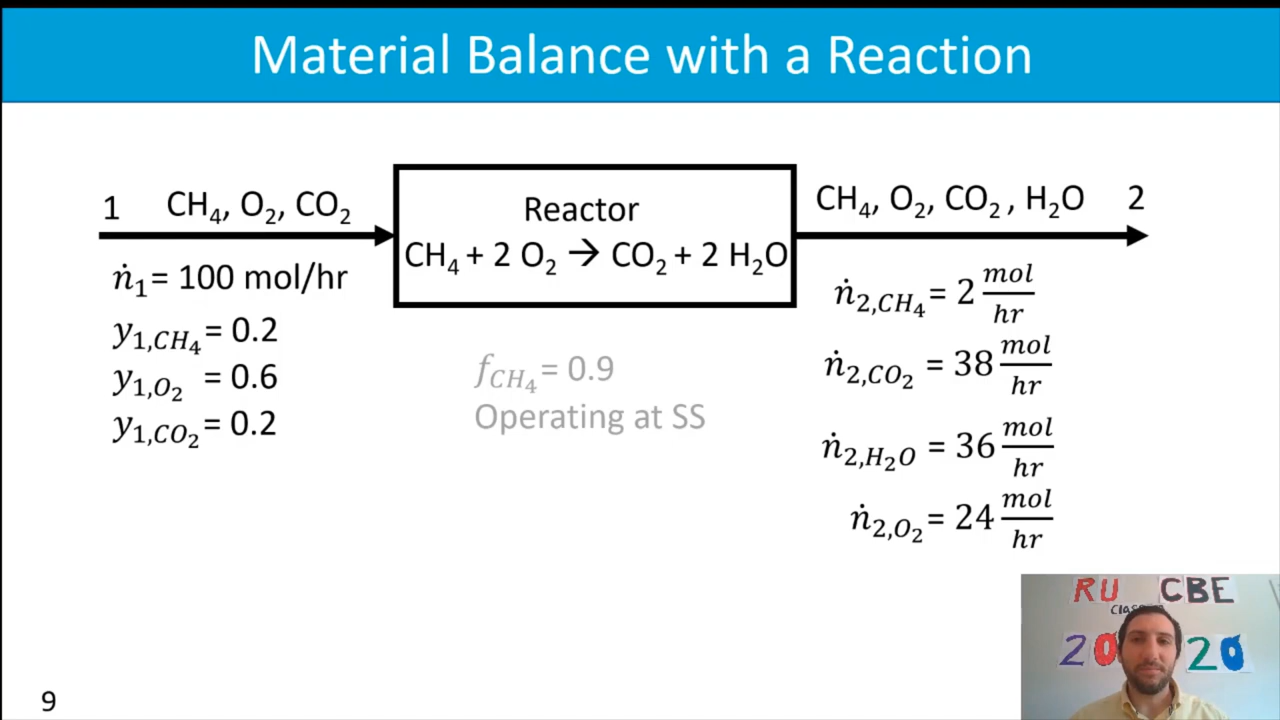 Material Balance with a Reaction
1 CH₄, O₂, CO₂
ṅ₁= 100 mol/hr
y₁,CH₄= 0.2
y₁,O₂ = 0.6
y₁,CO₂= 0.2
Reactor
CH₄ + 2 O₂ → CO₂ + 2 H₂O
f_CH₄= 0.9
Operating at SS
CH₄, O₂, CO₂ , H₂O 2
ṅ₂,CH₄= 2 mol/hr
ṅ₂,CO₂ = 38 mol/hr
ṅ₂,H₂O = 36 mol/hr
ṅ₂,O₂= 24 mol/hr
RU CBE
20 20
9